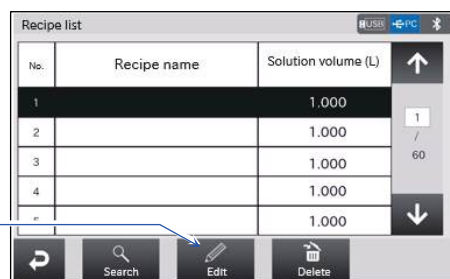 Recipe list USB PC
No. Recipe name Solution volume (L)
1 1.000
2 1.000
3 1.000
4 1.000
1.000
1
/
60
Search Edit Delete